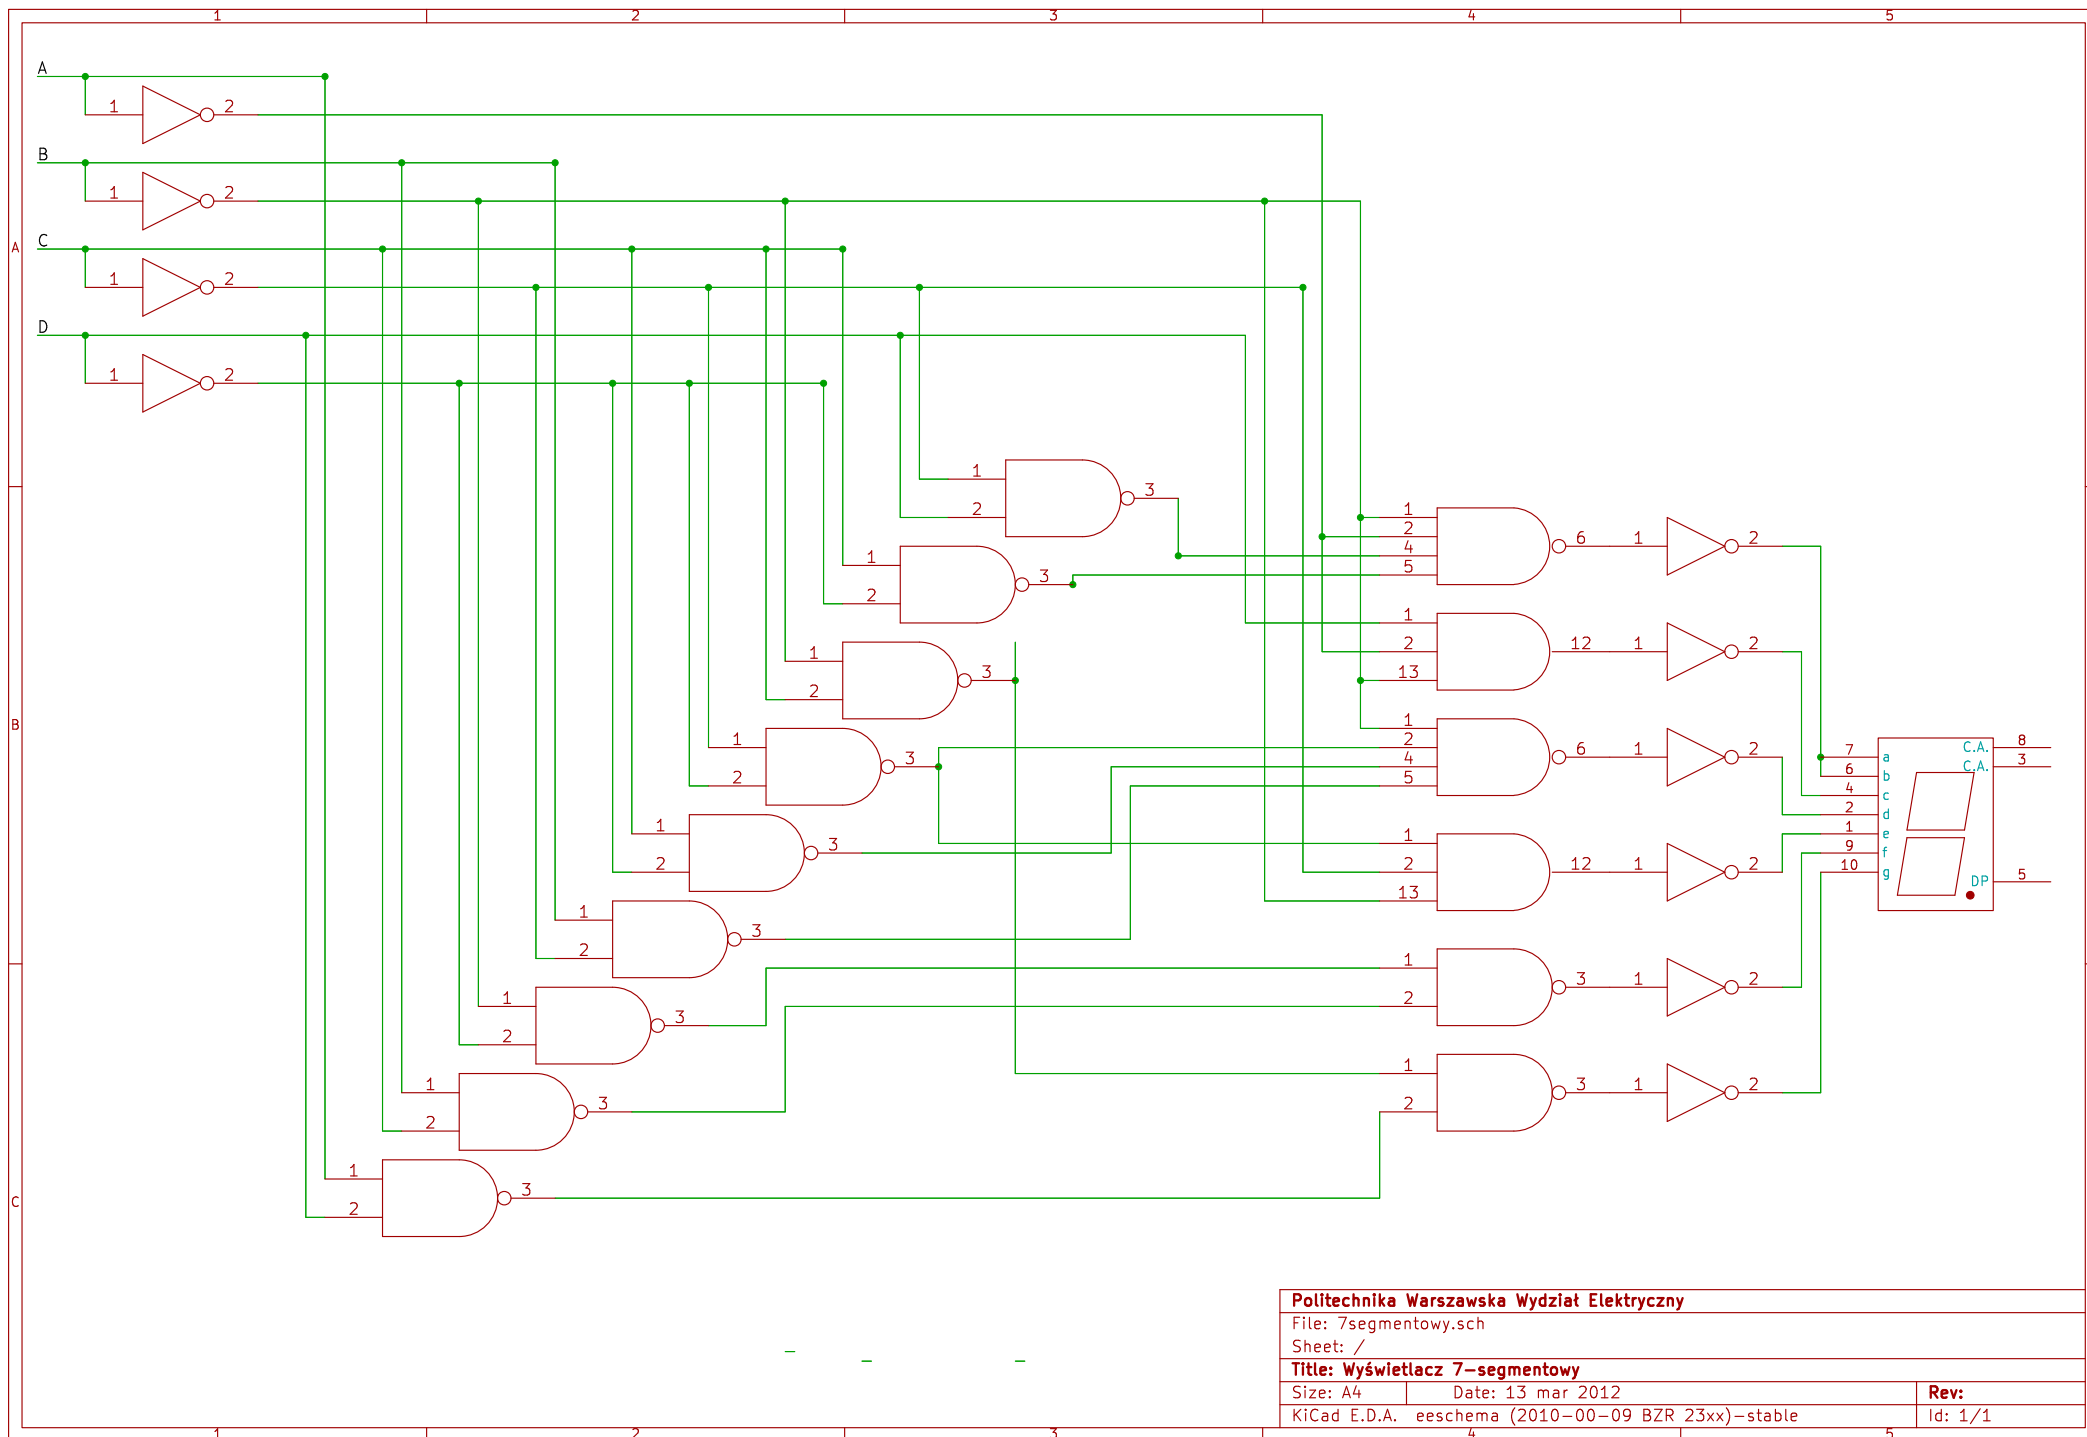 1 2 3 4 5
A
1 2
B
1 2
A
C
1 2
D
1 2
1 3
2
1 3
2
1 3
2
1 3
2
1 3
2
1 3
2
1 3
2
1 3
2
1 3
2
1
2
4
5
6 1 2
1
2
13
12 1 2
1
2
4
5
6 1 2
1
2
13
12 1 2
1
2
3 1 2
1
2
3 1 2
B
7 a C.A. 8
6 b C.A. 3
4 c
2 d
1 e
9 f
10 g DP 5
C
Politechnika Warszawska Wydział Elektryczny
File: 7segmentowy.sch
Sheet: /
Title: Wyświetlacz 7-segmentowy
Size: A4 Date: 13 mar 2012 Rev:
KiCad E.D.A. eeschema (2010-00-09 BZR 23xx)-stable Id: 1/1
1 2 3 4 5